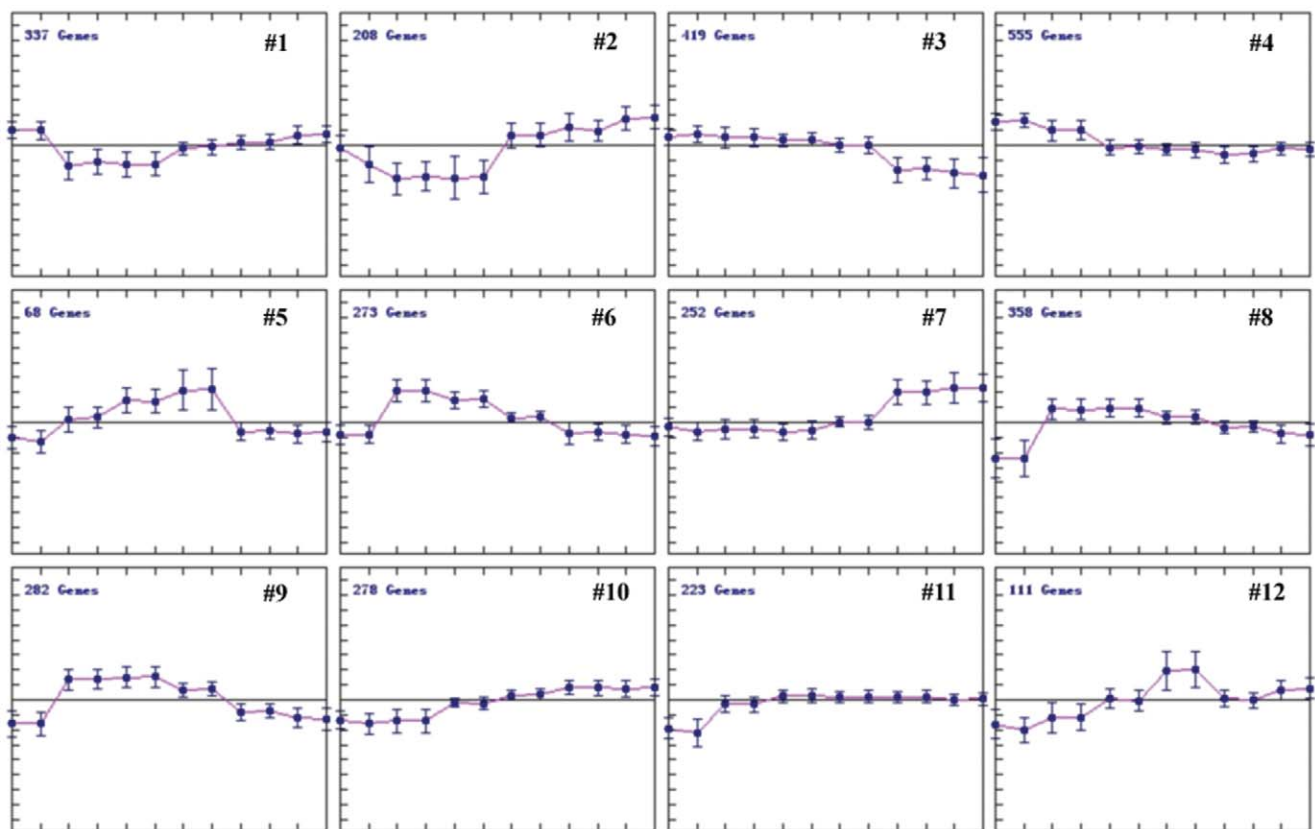 337 Genes #1
208 Genes #2
419 Genes #3
555 Genes #4
68 Genes #5
273 Genes #6
252 Genes #7
358 Genes #8
282 Genes #9
278 Genes #10
223 Genes #11
111 Genes #12